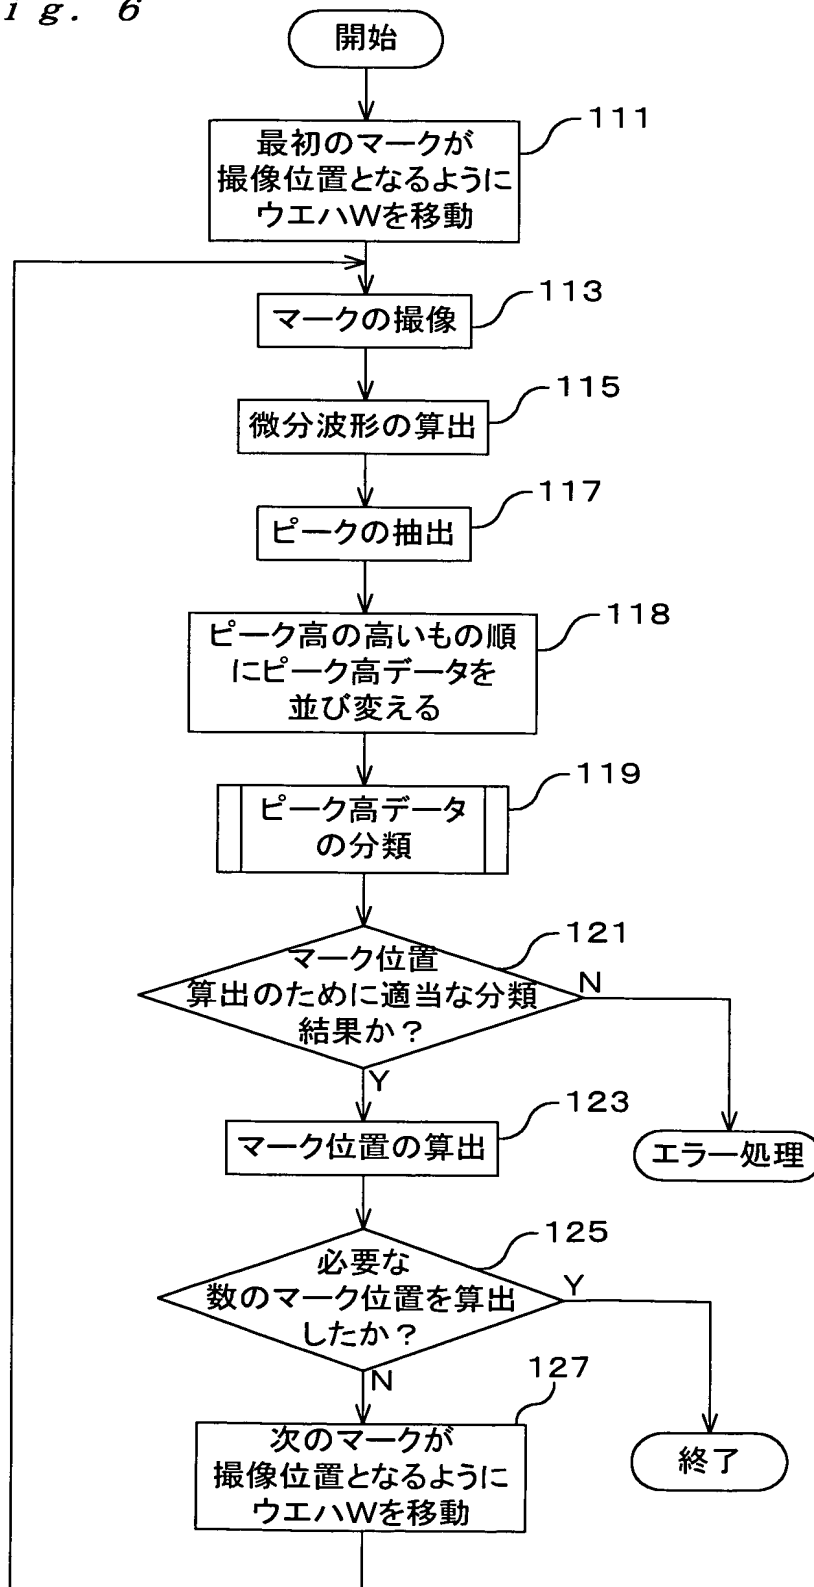 ig. 6
開始
111
最初のマークが
撮像位置となるように
ウエハWを移動
113
マークの撮像
115
微分波形の算出
117
ピークの抽出
118
ピーク高の高いもの順
にピーク高データを
並び変える
119
ピーク高データ
の分類
121
マーク位置
算出のために適当な分類
結果か？
N
Y
123
マーク位置の算出
エラー処理
125
必要な
数のマーク位置を算出
したか？
Y
N
127
次のマークが
撮像位置となるように
ウエハWを移動
終了